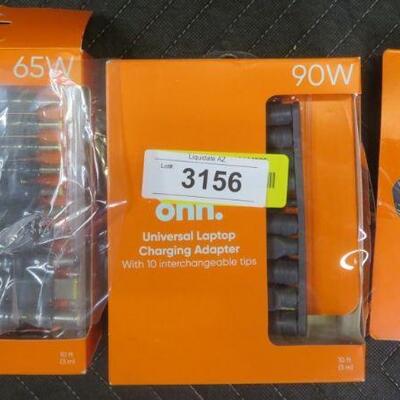 65W
10 ft
(3 m)
90W
Liquidate AZ
Lot#
3156
onn.
Universal Laptop
Charging Adapter
With 10 interchangeable tips
10 ft
(3 m)